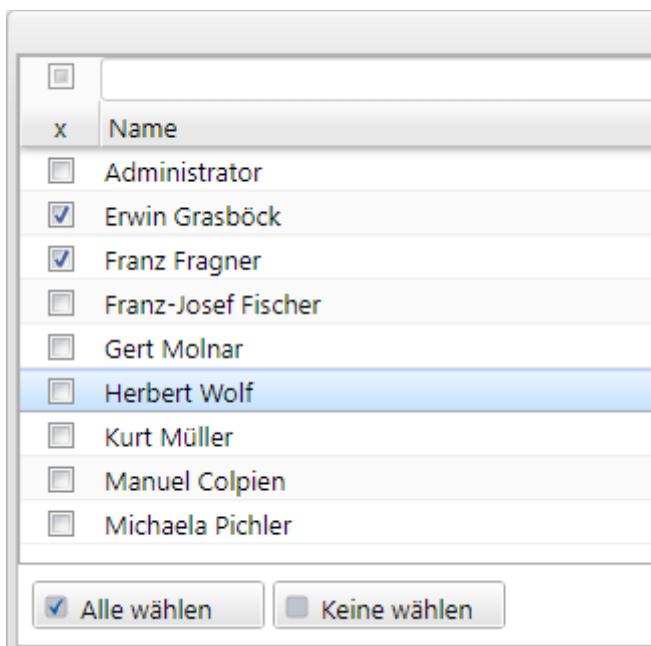 x Name
Administrator
Erwin Grasböck
Franz Fragner
Franz-Josef Fischer
Gert Molnar
Herbert Wolf
Kurt Müller
Manuel Colpien
Michaela Pichler
Alle wählen Keine wählen